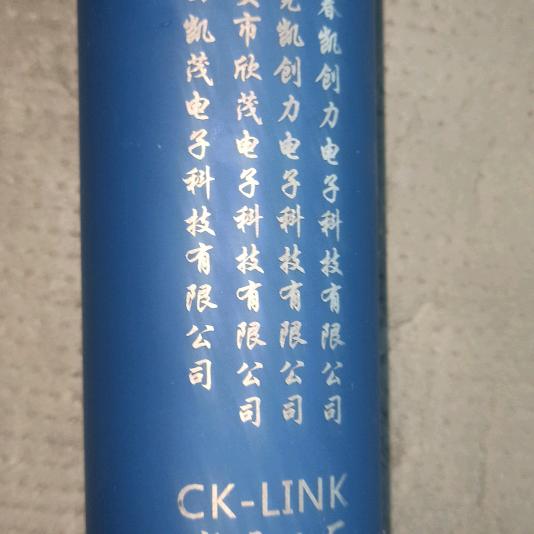 春凯创力电子科技有限公司
凯创力电子科技有限公司
市欣茂电子科技有限公司
凯茂电子科技有限公司
CK-LINK